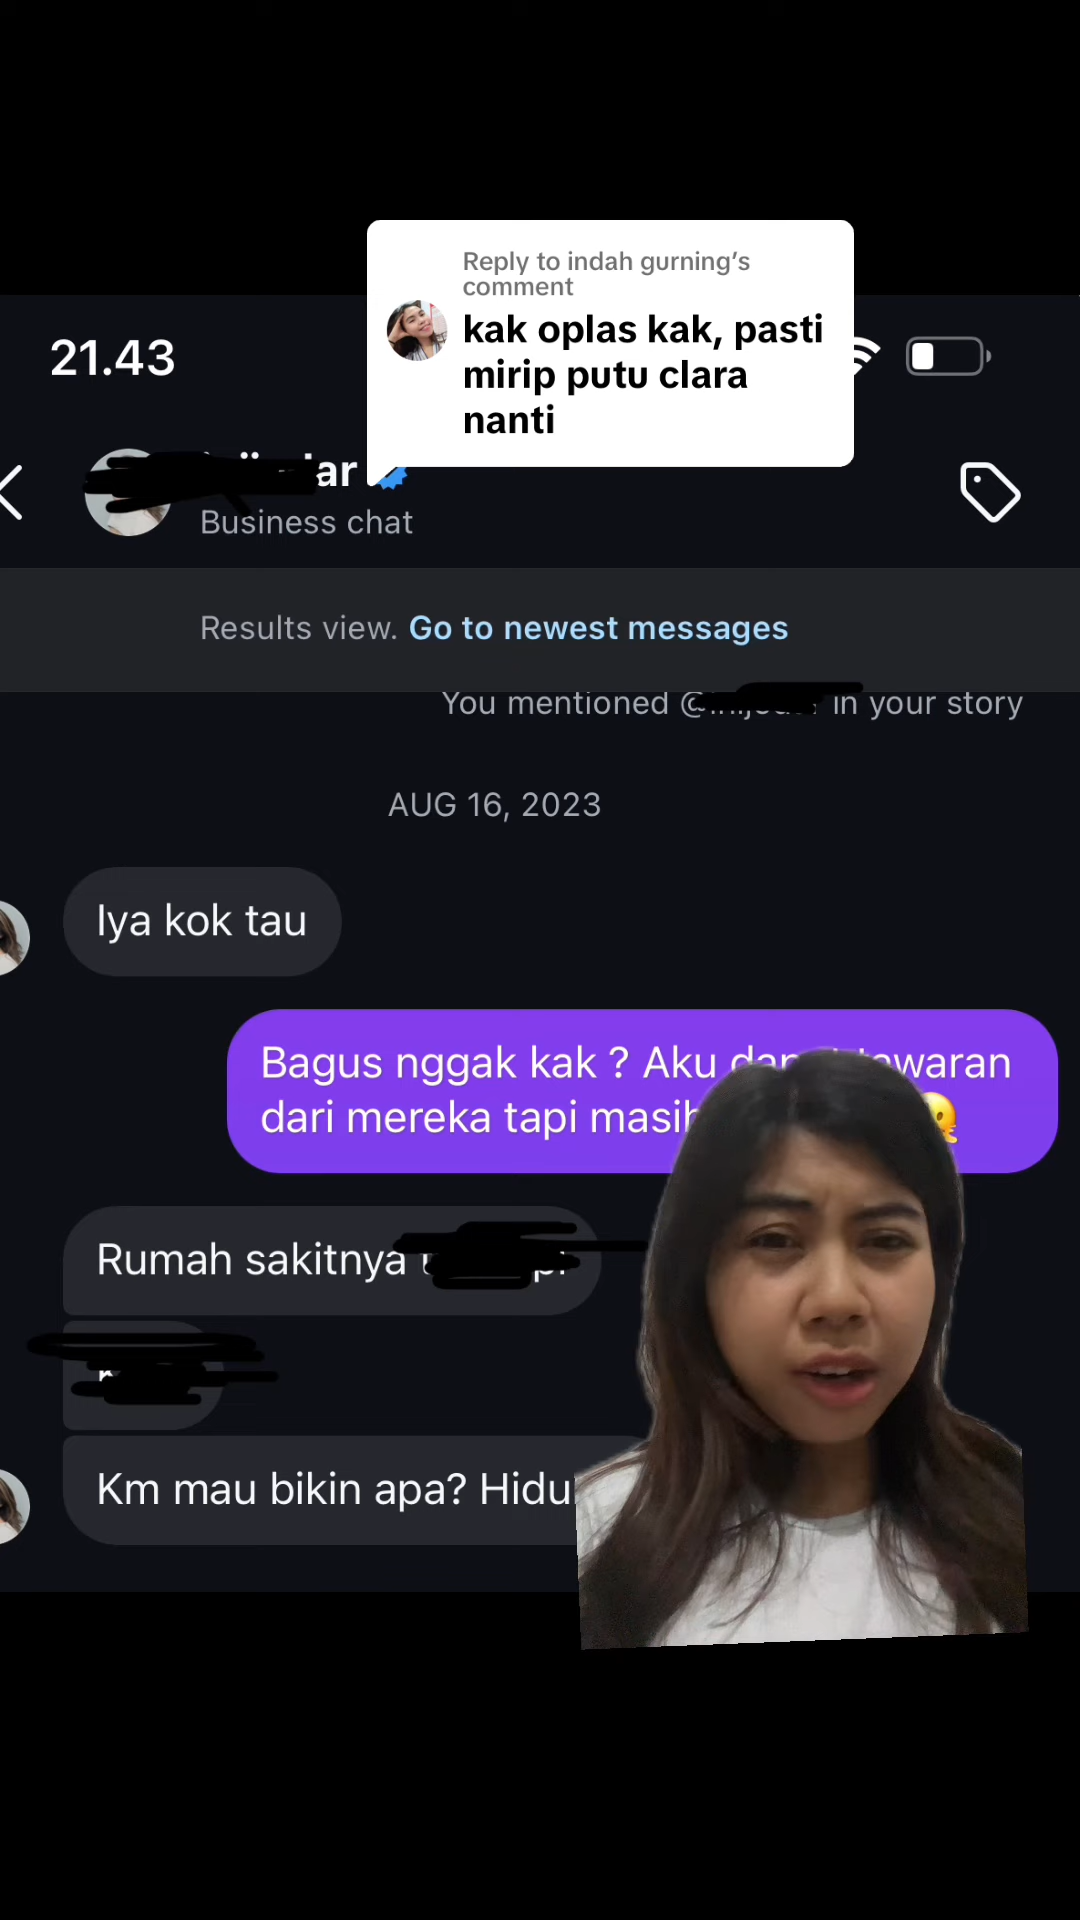 Reply to indah gurning's
comment
kak oplas kak, pasti
mirip putu clara
nanti
21.43
Business chat
Results view. Go to newest messages
You mentioned in your story
AUG 16, 2023
Iya kok tau
Bagus nggak kak ? Aku
dari mereka tapi masih
Rumah sakitnya
Km mau bikin apa?